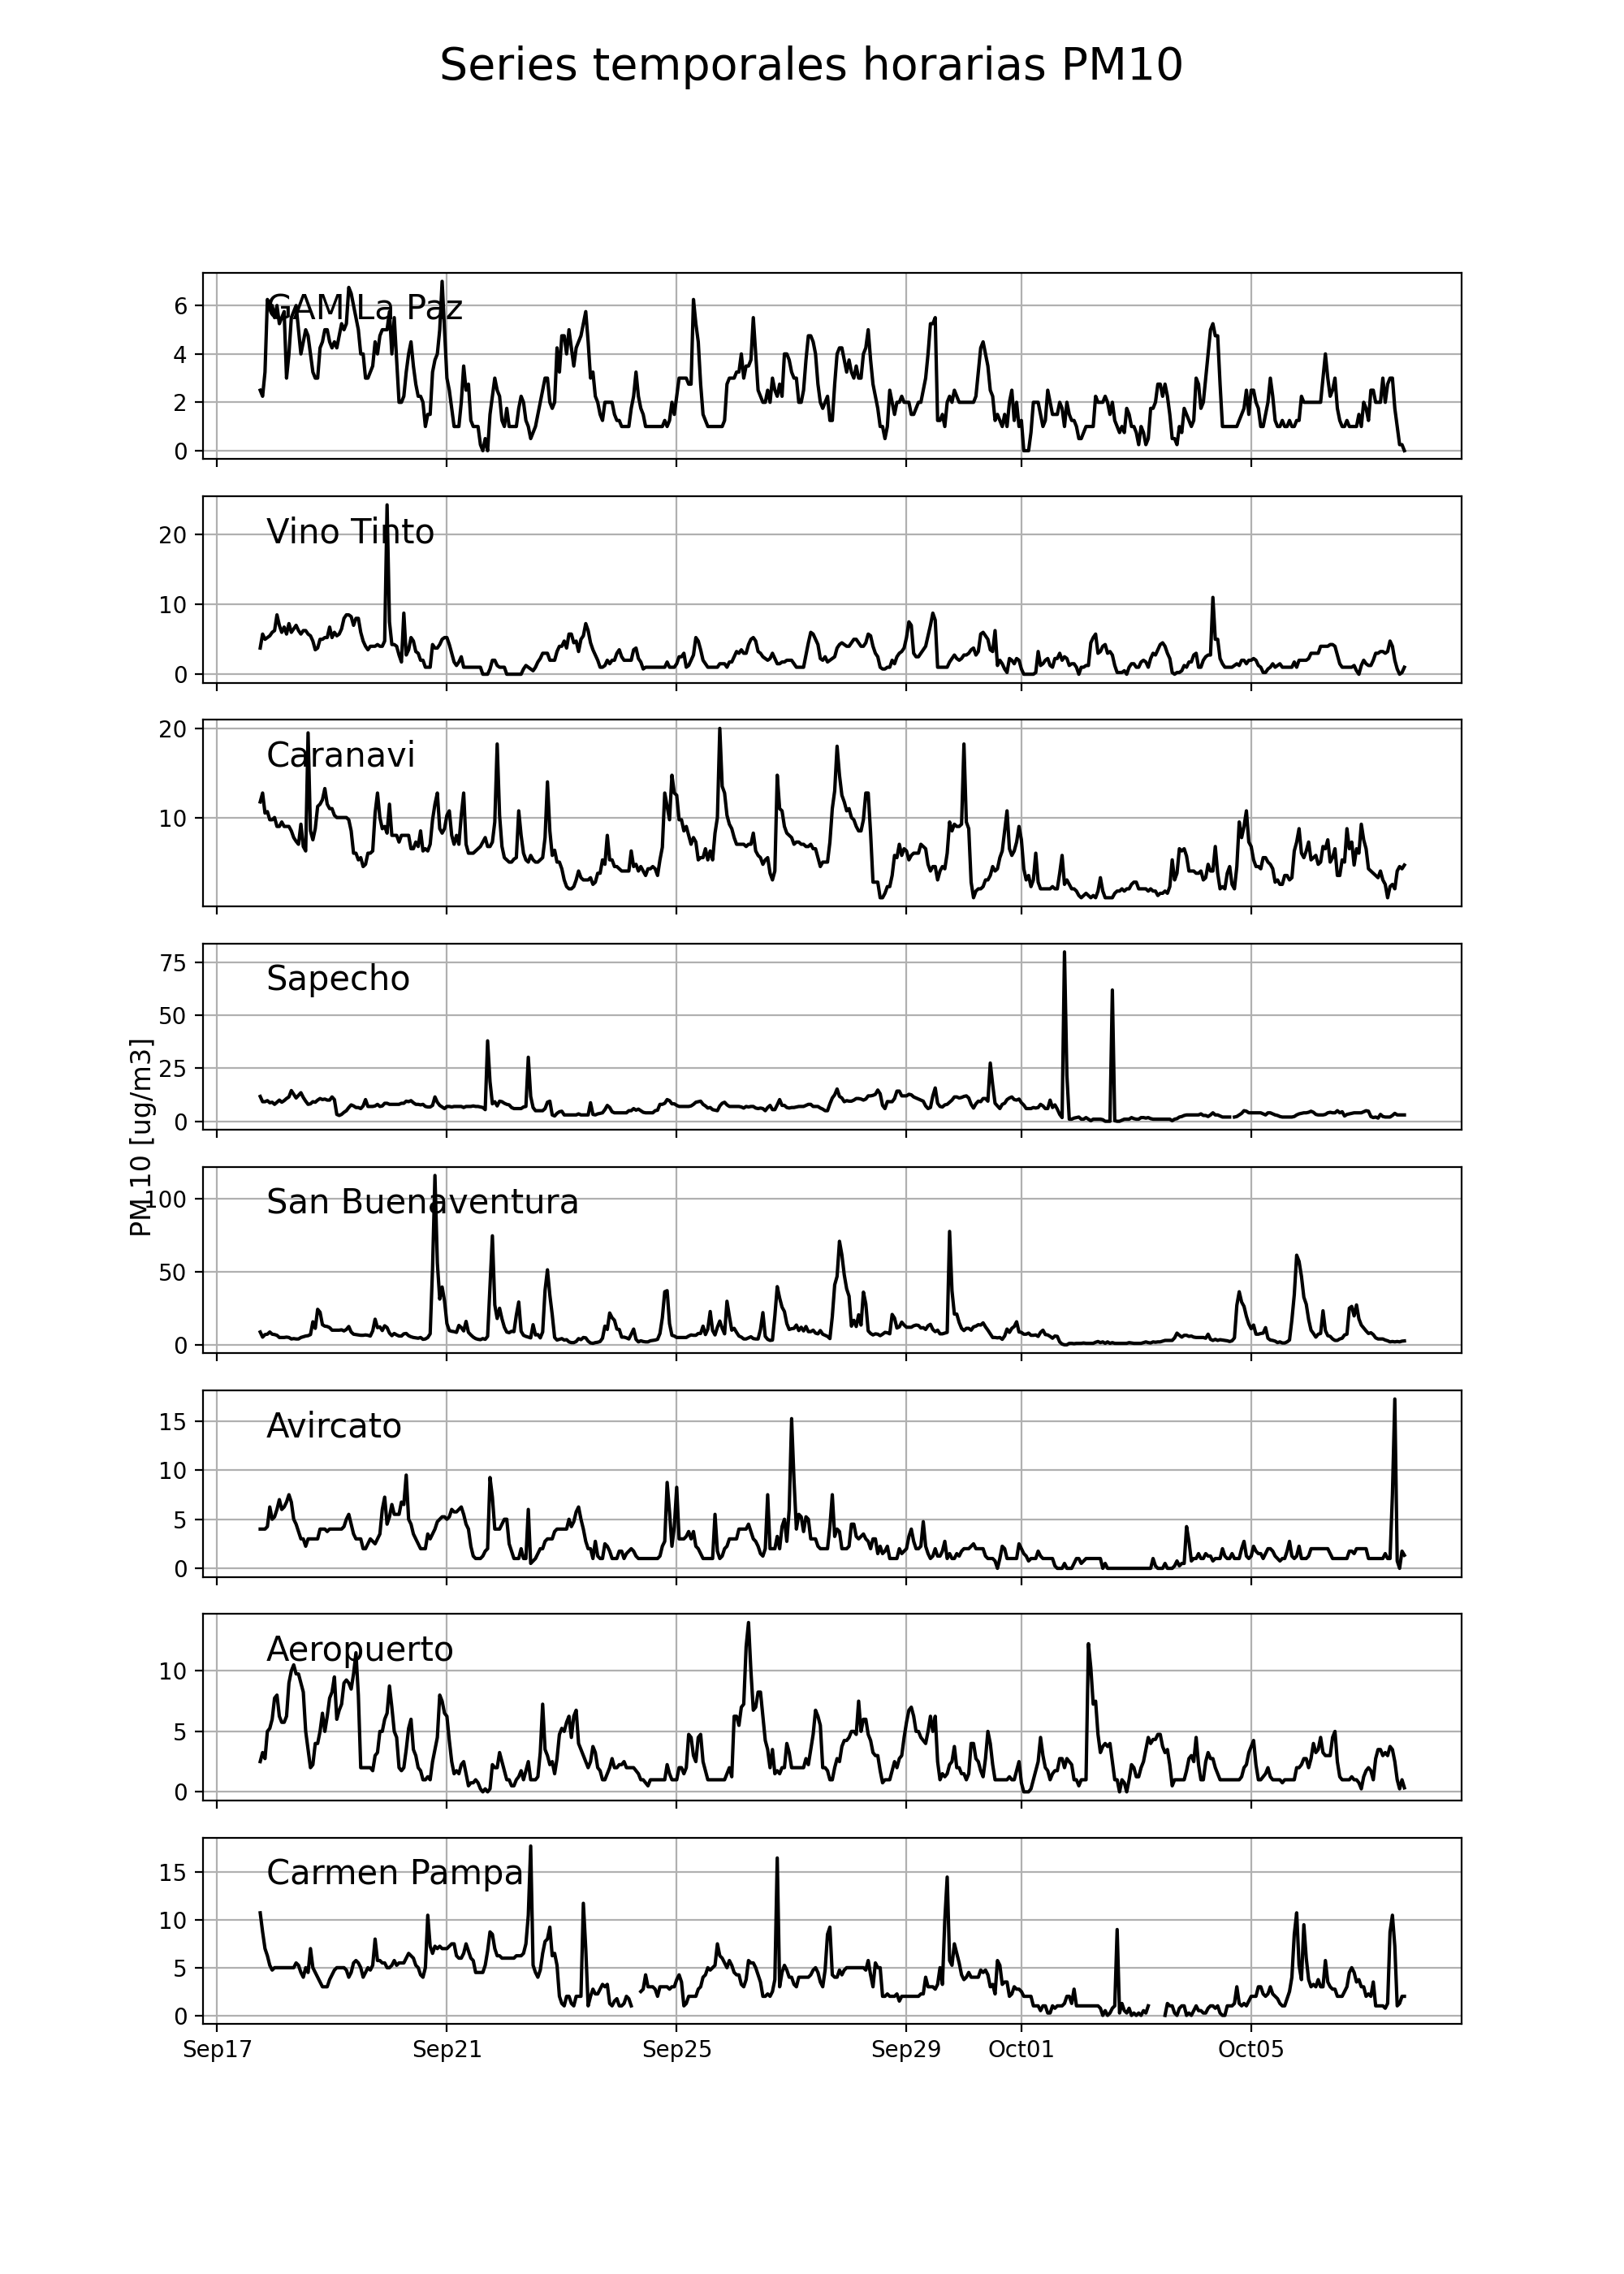 Series temporales horarias PM10
GAM La Paz
6
4
2
0
Vino Tinto
20
10
0
Caranavi
20
10
Sapecho
75
50
25
0
PM 10 [ug/m3]
San Buenaventura
100
50
0
Avircato
15
10
5
0
Aeropuerto
10
5
0
Carmen Pampa
15
10
5
0
Sep17 Sep21 Sep25 Sep29 Oct01 Oct05